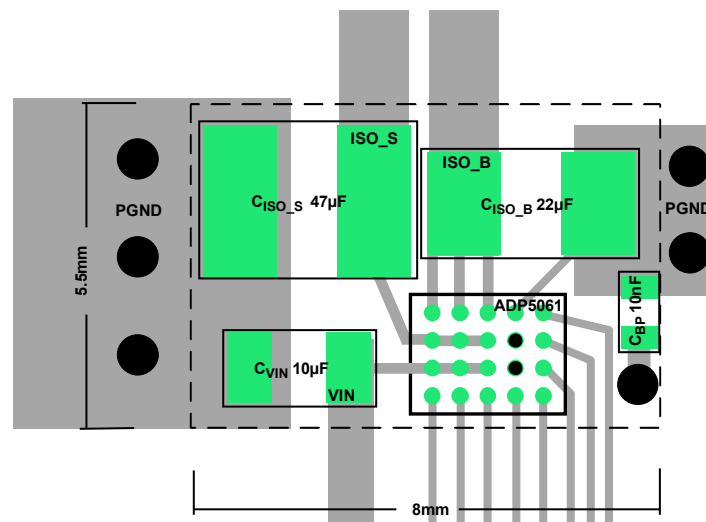 ISO_S
ISO_B
C_ISO_S 47µF
C_ISO_B 22µF
PGND
PGND
5.5mm
ADP5061
C_BP 10nF
C_VIN 10µF
VIN
8mm